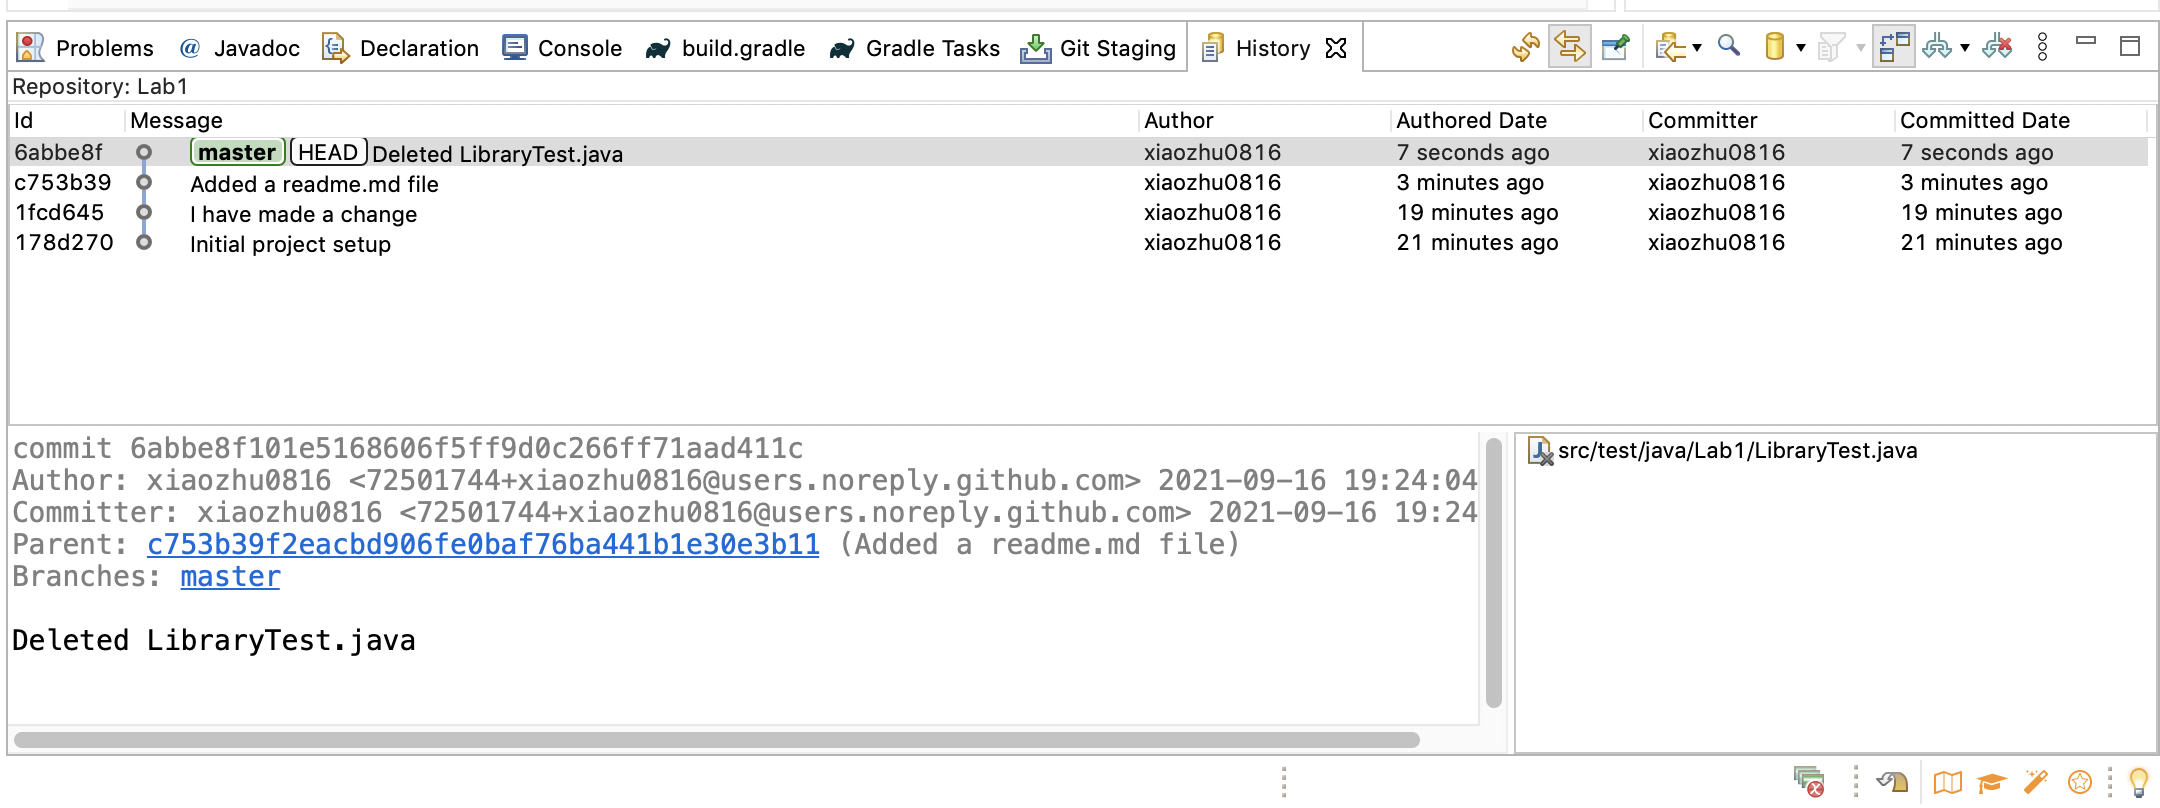 Problems @ Javadoc Declaration Console build.gradle Gradle Tasks Git Staging History
Repository: Lab1
Id Message Author Authored Date Committer Committed Date
6abbe8f master HEAD Deleted LibraryTest.java xiaozhu0816 7 seconds ago xiaozhu0816 7 seconds ago
c753b39 Added a readme.md file xiaozhu0816 3 minutes ago xiaozhu0816 3 minutes ago
1fcd645 I have made a change xiaozhu0816 19 minutes ago xiaozhu0816 19 minutes ago
178d270 Initial project setup xiaozhu0816 21 minutes ago xiaozhu0816 21 minutes ago
commit 6abbe8f101e5168606f5ff9d0c266ff71aad411c
Author: xiaozhu0816 <72501744+xiaozhu0816@users.noreply.github.com> 2021-09-16 19:24:04
Committer: xiaozhu0816 <72501744+xiaozhu0816@users.noreply.github.com> 2021-09-16 19:24
Parent: c753b39f2eacbd906fe0baf76ba441b1e30e3b11 (Added a readme.md file)
Branches: master
Deleted LibraryTest.java
src/test/java/Lab1/LibraryTest.java